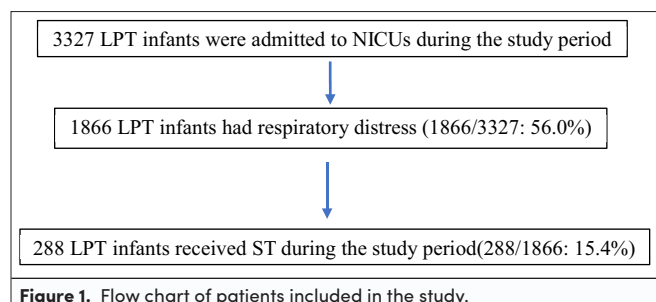 3327 LPT infants were admitted to NICUs during the study period
1866 LPT infants had respiratory distress (1866/3327: 56.0%)
288 LPT infants received ST during the study period(288/1866: 15.4%)
Figure 1. Flow chart of patients included in the study.